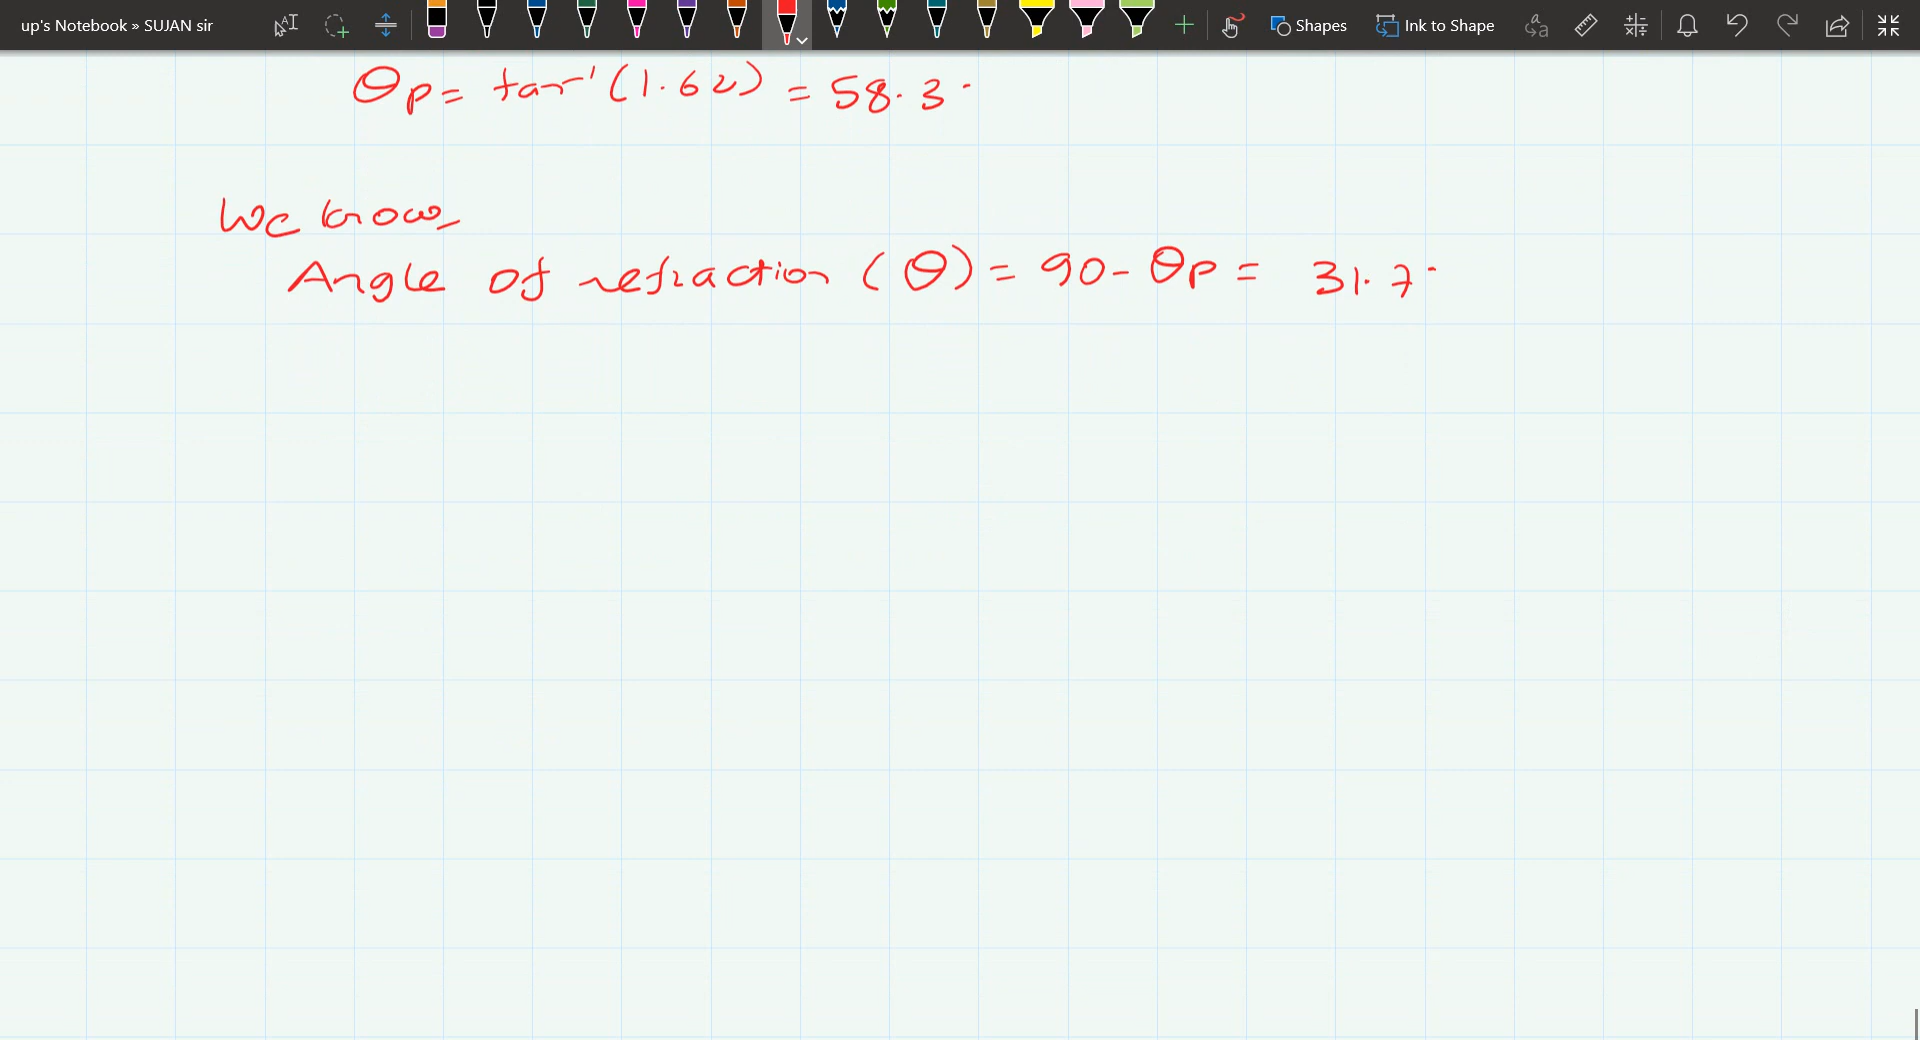 up's Notebook » SUJAN sir
Shapes
Ink to Shape
θp = tan⁻¹(1.62) = 58.3°
We know
Angle of refraction (θ) = 90 - θp = 31.7°